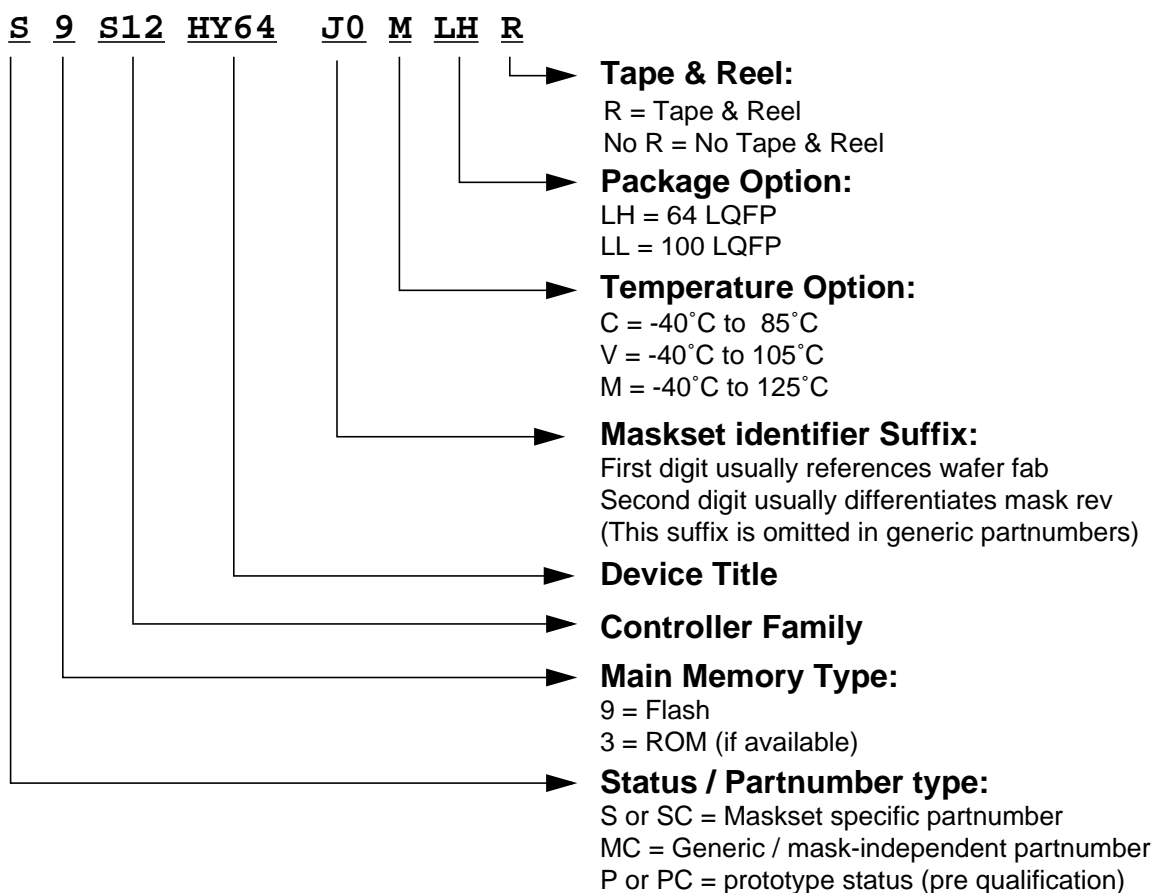 S 9 S12 HY64 J0 M LH R
Tape & Reel:
R = Tape & Reel
No R = No Tape & Reel
Package Option:
LH = 64 LQFP
LL = 100 LQFP
Temperature Option:
C = -40˚C to 85˚C
V = -40˚C to 105˚C
M = -40˚C to 125˚C
Maskset identifier Suffix:
First digit usually references wafer fab
Second digit usually differentiates mask rev
(This suffix is omitted in generic partnumbers)
Device Title
Controller Family
Main Memory Type:
9 = Flash
3 = ROM (if available)
Status / Partnumber type:
S or SC = Maskset specific partnumber
MC = Generic / mask-independent partnumber
P or PC = prototype status (pre qualification)